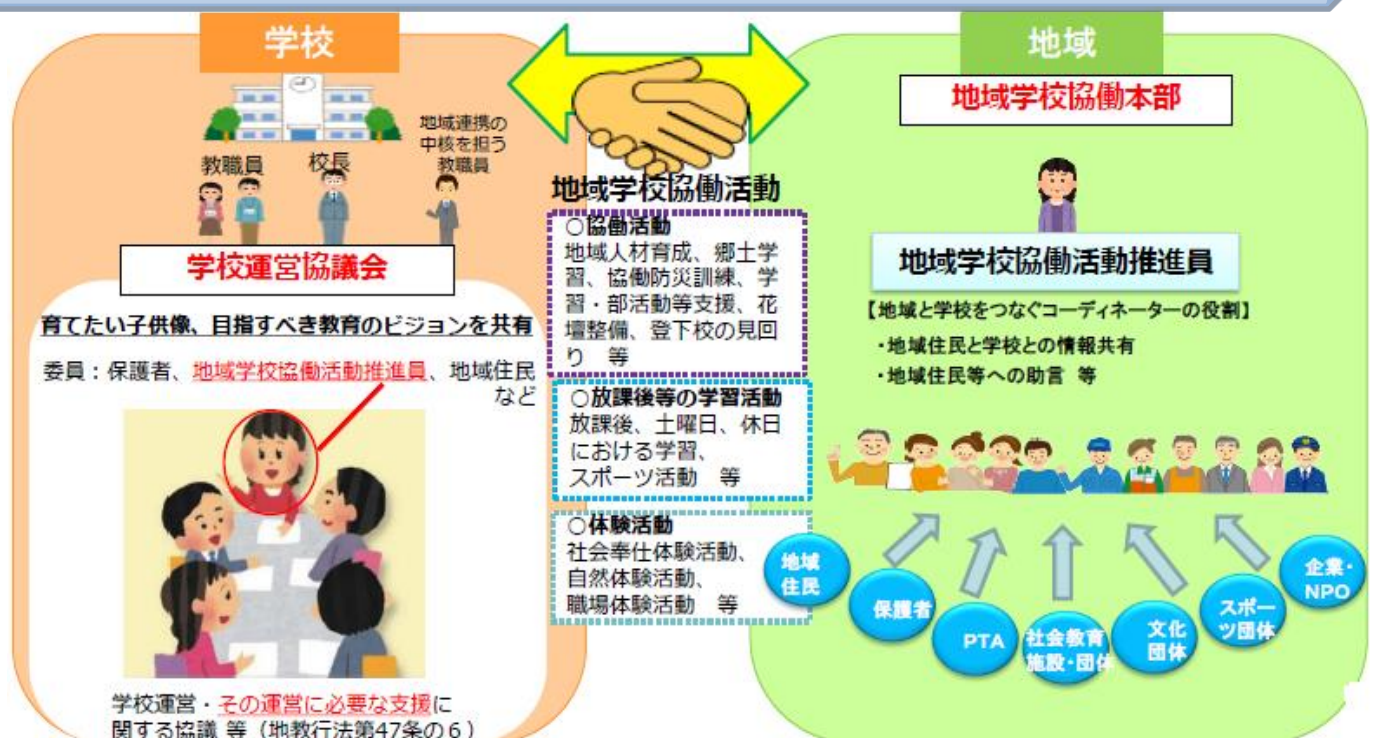 学校
地域連携の
中核を担う
教職員
教職員
校長
学校運営協議会
育てたい子供像、目指すべき教育のビジョンを共有
委員：保護者、地域学校協働活動推進員、地域住民
など
学校運営・その運営に必要な支援に
関する協議 等（地教行法第47条の６）
地域学校協働活動
○協働活動
地域人材育成、郷土学
習、協働防災訓練、学
習・部活動等支援、花
壇整備、登下校の見回
り　等
○放課後等の学習活動
放課後、土曜日、休日
における学習、
スポーツ活動　等
○体験活動
社会奉仕体験活動、
自然体験活動、
職場体験活動　等
地域
地域学校協働本部
地域学校協働活動推進員
【地域と学校をつなぐコーディネーターの役割】
・地域住民と学校との情報共有
・地域住民等への助言 等
地域
住民
保護者
PTA
社会教育
施設・団体
文化
団体
スポー
ツ団体
企業・
NPO